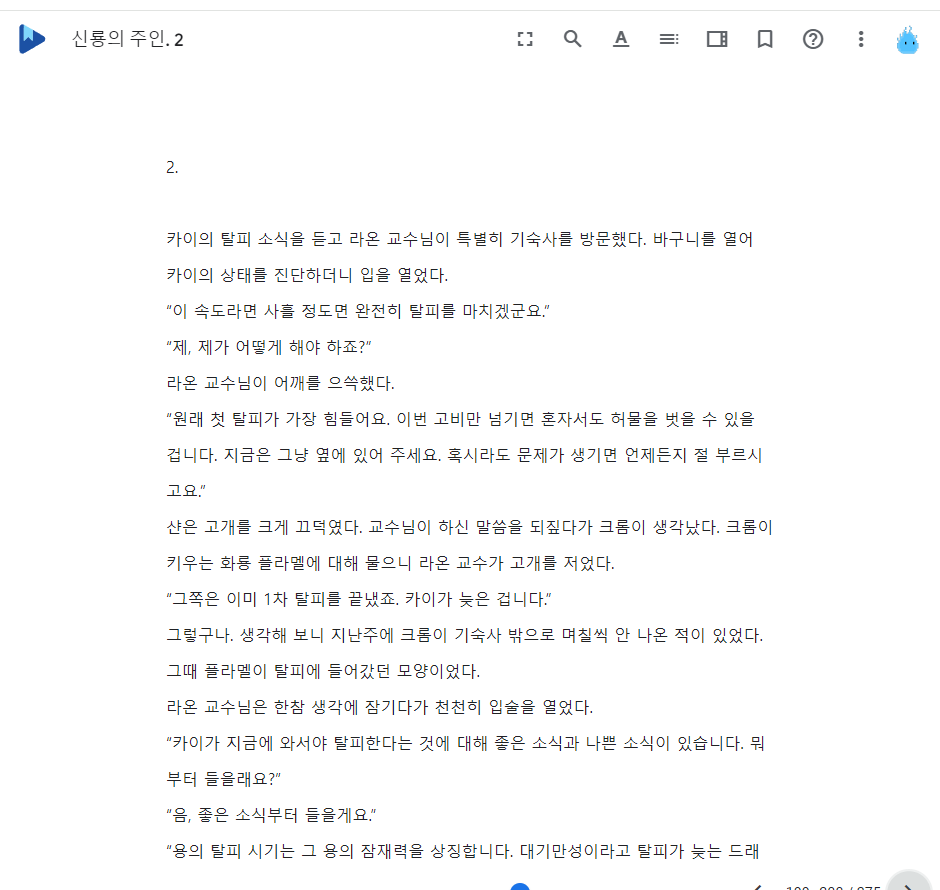 신룡의 주인. 2
2.
카이의 탈피 소식을 듣고 라온 교수님이 특별히 기숙사를 방문했다. 바구니를 열어
카이의 상태를 진단하더니 입을 열었다.
“이 속도라면 사흘 정도면 완전히 탈피를 마치겠군요.”
“제, 제가 어떻게 해야 하죠?”
라온 교수님이 어깨를 으쓱했다.
“원래 첫 탈피가 가장 힘들어요. 이번 고비만 넘기면 혼자서도 허물을 벗을 수 있을
겁니다. 지금은 그냥 옆에 있어 주세요. 혹시라도 문제가 생기면 언제든지 절 부르시
고요.”
샨은 고개를 크게 끄덕였다. 교수님이 하신 말씀을 되짚다가 크롬이 생각났다. 크롬이
키우는 화룡 플라멜에 대해 물으니 라온 교수가 고개를 저었다.
“그쪽은 이미 1차 탈피를 끝냈죠. 카이가 늦은 겁니다.”
그렇구나. 생각해 보니 지난주에 크롬이 기숙사 밖으로 며칠씩 안 나온 적이 있었다.
그때 플라멜이 탈피에 들어갔던 모양이었다.
라온 교수님은 한참 생각에 잠기다가 천천히 입술을 열었다.
“카이가 지금에 와서야 탈피한다는 것에 대해 좋은 소식과 나쁜 소식이 있습니다. 뭐
부터 들을래요?”
“음, 좋은 소식부터 들을게요.”
“용의 탈피 시기는 그 용의 잠재력을 상징합니다. 대기만성이라고 탈피가 늦는 드래